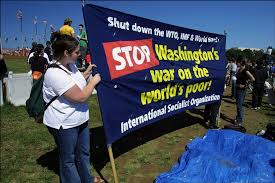 Shut down the WTO, IMF & World Bank!
STOP Washington's
war on the
world's poor!
International Socialist Organization